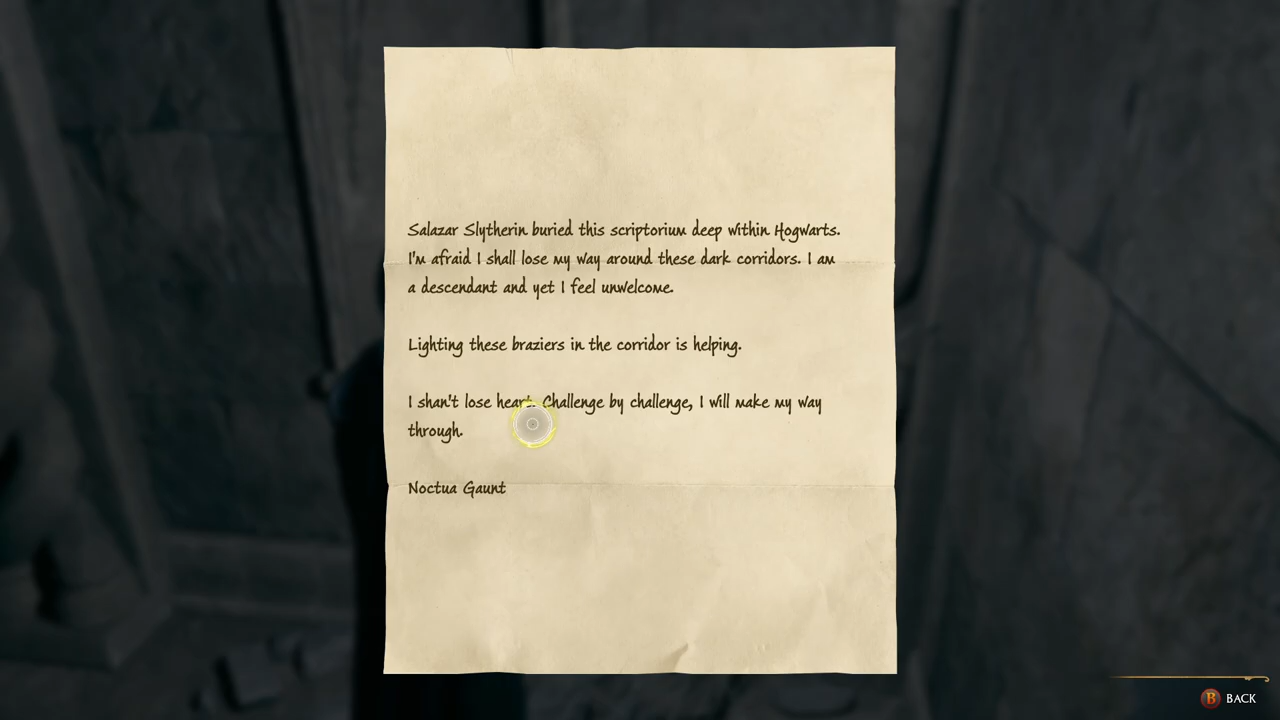 Salazar Slytherin buried this scriptorium deep within Hogwarts.
I'm afraid I shall lose my way around these dark corridors. I am
a descendant and yet I feel unwelcome.
Lighting these braziers in the corridor is helping.
I shan't lose heart. Challenge by challenge, I will make my way
through.
Noctua Gaunt
B BACK